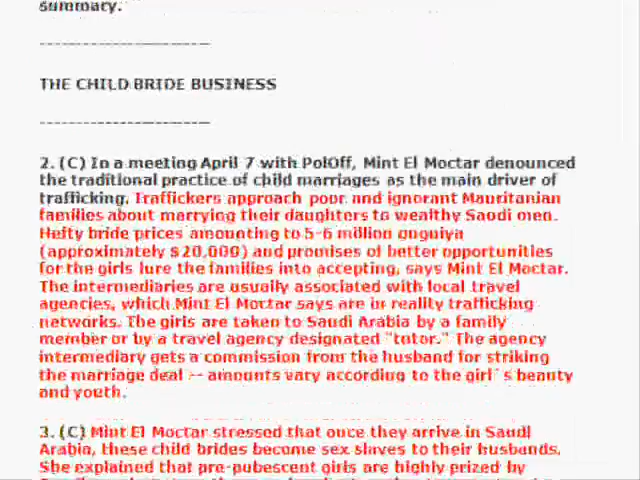 summary.
-----------------------
THE CHILD BRIDE BUSINESS
-----------------------
2. (C) In a meeting April 7 with PolOff, Mint El Moctar denounced
the traditional practice of child marriages as the main driver of
trafficking. Traffickers approach poor and ignorant Mauritanian
families about marrying their daughters to wealthy Saudi men.
Hefty bride prices amounting to 5-6 million ouguiya
(approximately $20,000) and promises of better opportunities
for the girls lure the families into accepting, says Mint El Moctar.
The intermediaries are usually associated with local travel
agencies, which Mint El Moctar says are in reality trafficking
networks. The girls are taken to Saudi Arabia by a family
member or by a travel agency designated "tutor." The agency
intermediary gets a commission from the husband for striking
the marriage deal -- amounts vary according to the girl´s beauty
and youth.
3. (C) Mint El Moctar stressed that once they arrive in Saudi
Arabia, these child brides become sex slaves to their husbands.
She explained that pre-pubescent girls are highly prized by